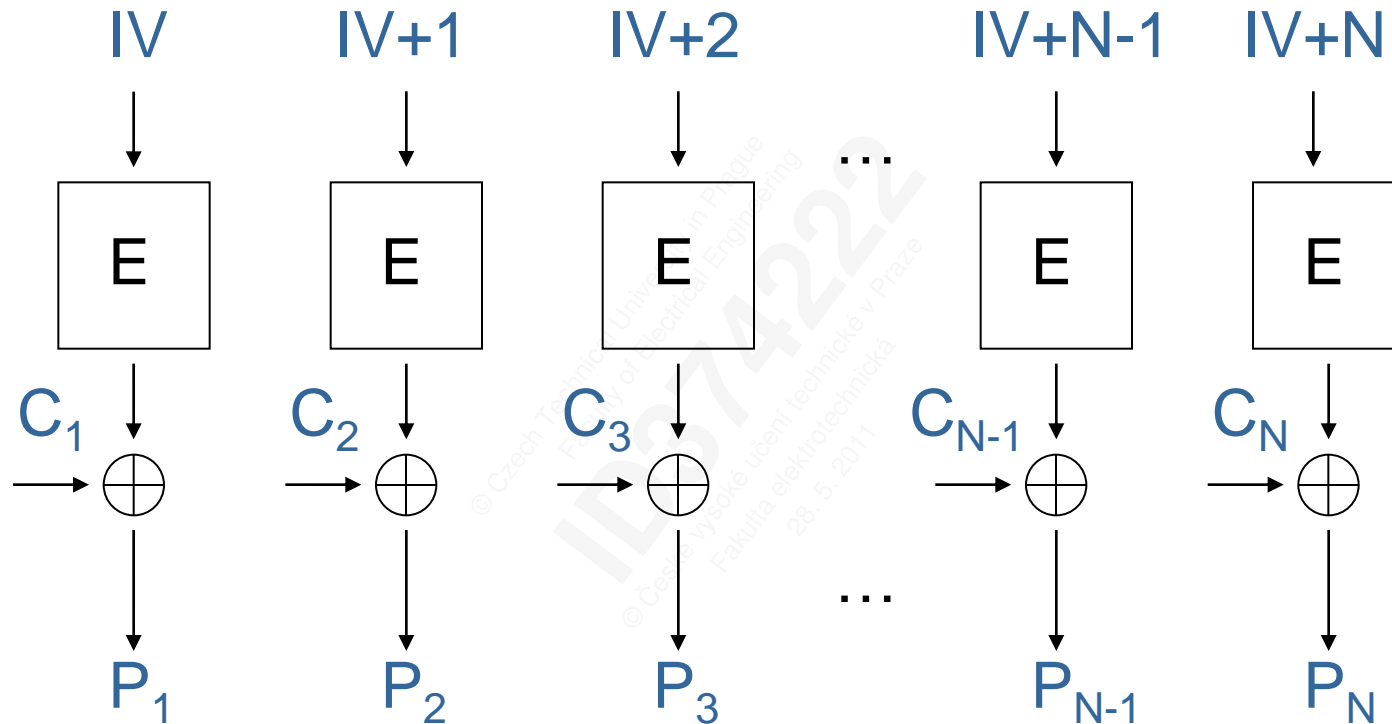 IV IV+1 IV+2 IV+N-1 IV+N
...
E E E E E
C1 C2 C3 CN-1 CN
...
P1 P2 P3 PN-1 PN
© Czech Technical University in Prague
Faculty of Electrical Engineering
ID374222
© České vysoké učení technické v Praze
Fakulta elektrotechnická
28. 5. 2011